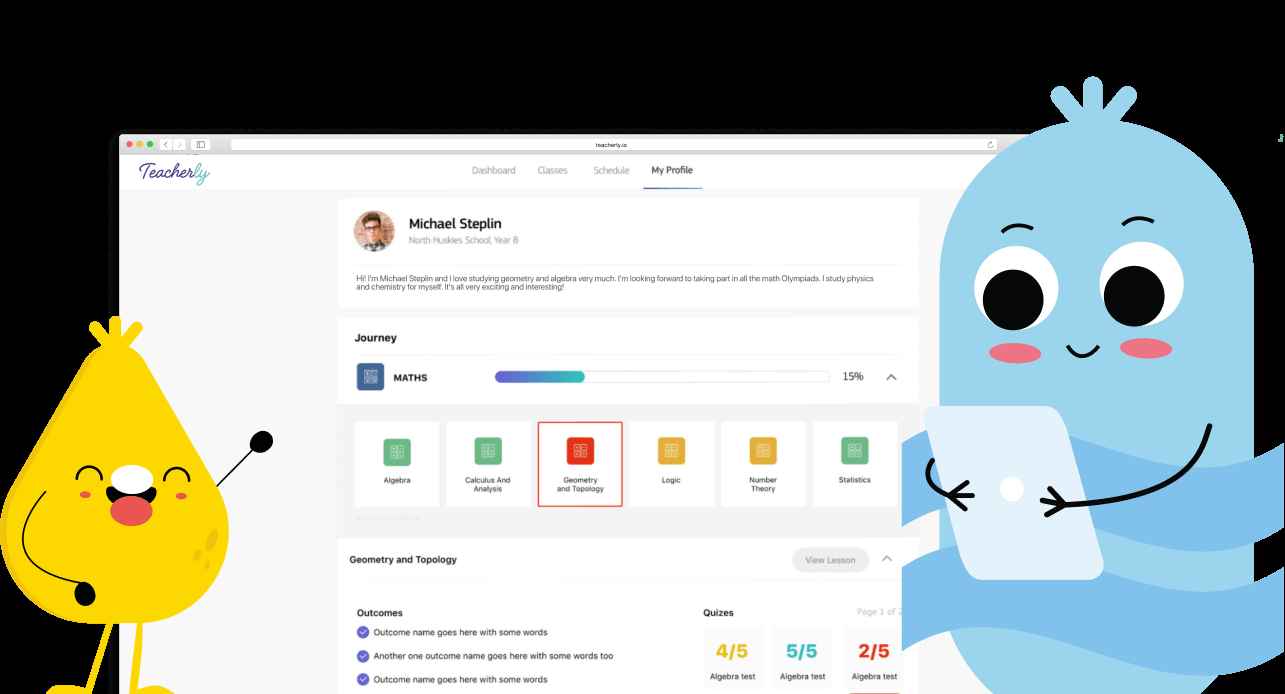 teacherly.io
Teacherly
Dashboard
Classes
Schedule
My Profile
Michael Steplin
North Huskies School, Year 8
Hi! I'm Michael Steplin and I love studying geometry and algebra very much. I'm looking forward to taking part in all the math Olympiads. I study physics
and chemistry for myself. It's all very exciting and interesting!
Journey
MATHS
15%
Algebra
Calculus And
Analysis
Geometry
and Topology
Logic
Number
Theory
Statistics
Geometry and Topology
View Lesson
Outcomes
Outcome name goes here with some words
Another one outcome name goes here with some words too
Outcome name goes here with some words
Quizes
Page 1 of 2
4/5
Algebra test
5/5
Algebra test
2/5
Algebra test